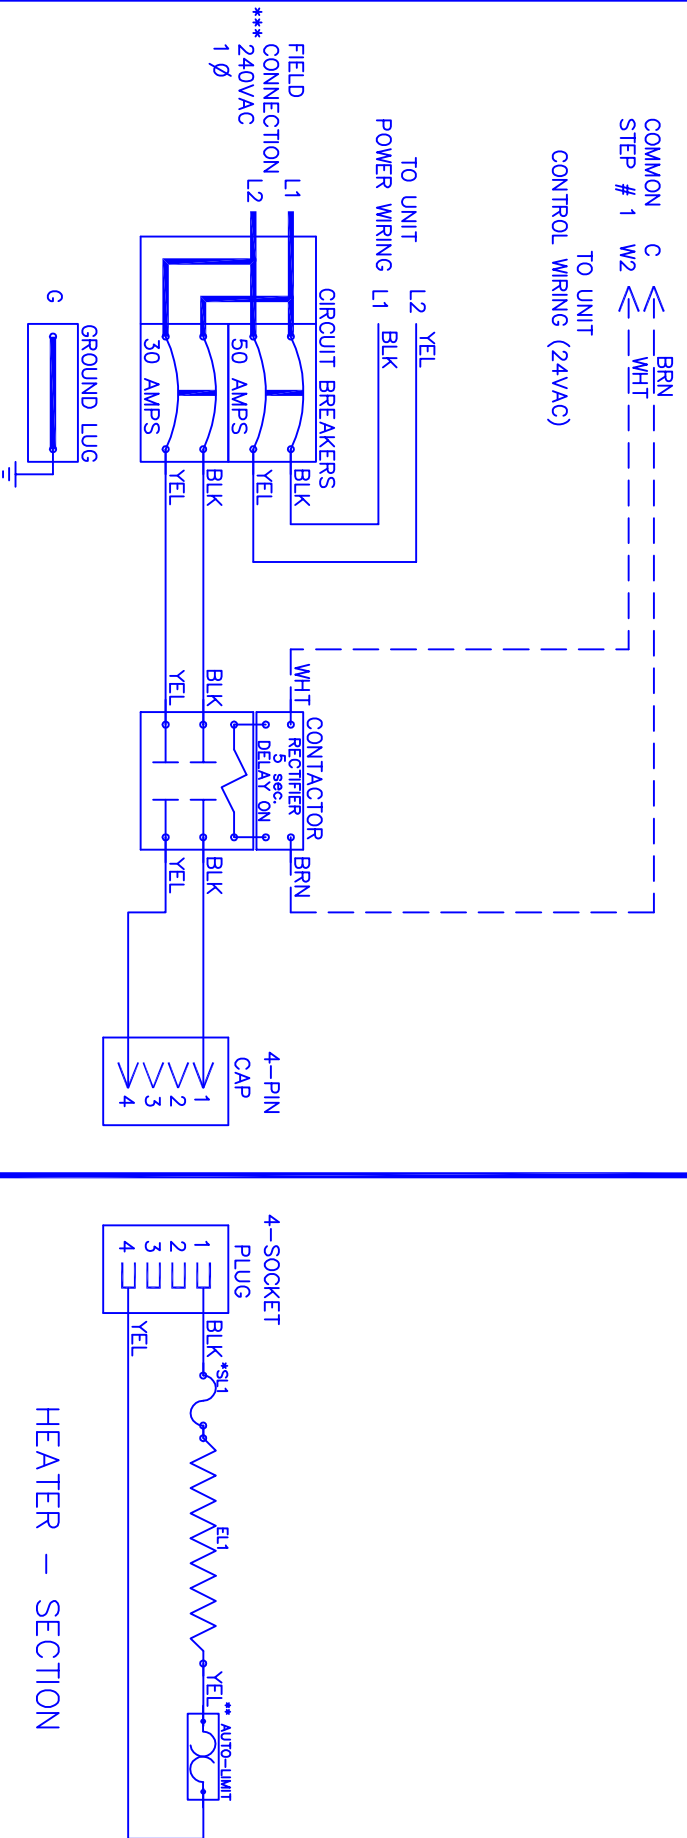 COMMON C
STEP # 1 W2
BRN
WHT
TO UNIT
CONTROL WIRING (24VAC)
TO UNIT
POWER WIRING
L2 YEL
L1 BLK
FIELD
*** CONNECTION
240VAC
1 Ø
L1
L2
CIRCUIT BREAKERS
50 AMPS
30 AMPS
BLK
YEL
BLK
YEL
G
GROUND LUG
WHT
BLK
YEL
CONTACTOR
RECTIFIER
5 sec.
DELAY ON
BRN
BLK
YEL
4-PIN
CAP
1
2
3
4
4-SOCKET
PLUG
1
2
3
4
BLK
YEL
*SL1
EL1
YEL
** AUTO-LIMIT
HEATER - SECTION